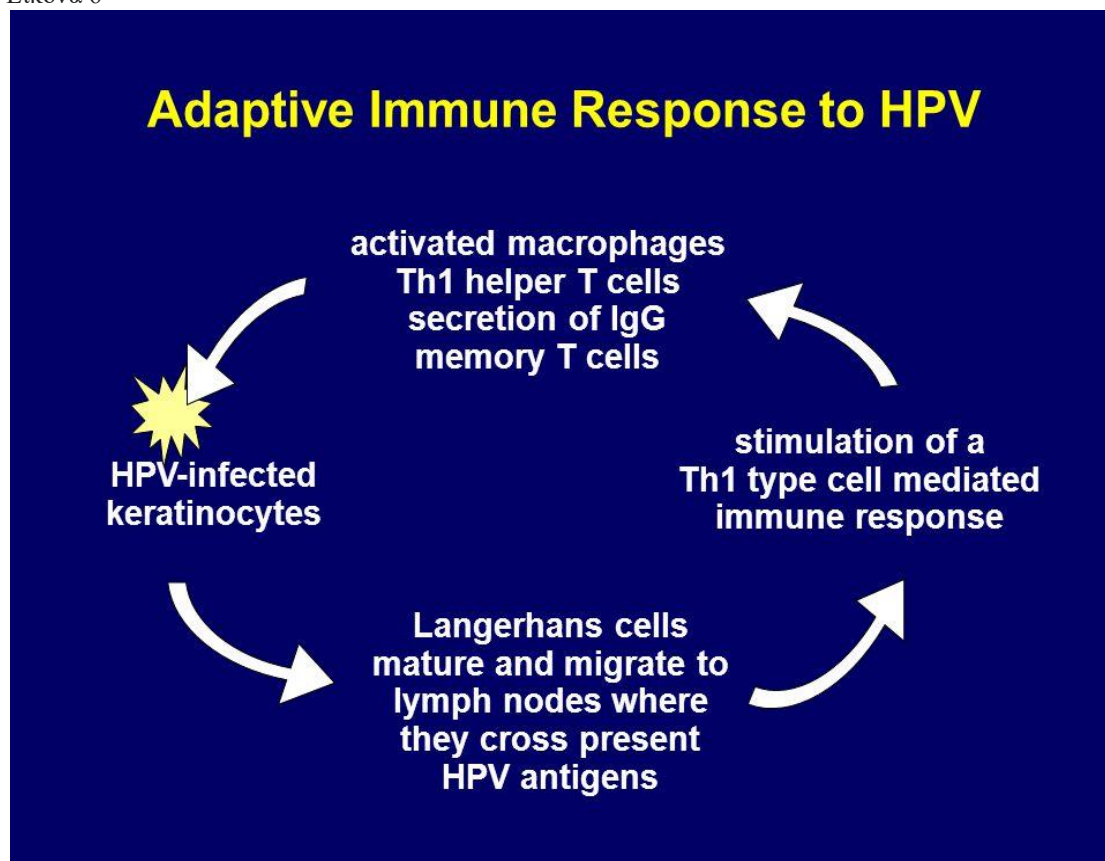 Adaptive Immune Response to HPV
activated macrophages
Th1 helper T cells
secretion of IgG
memory T cells
HPV-infected
keratinocytes
stimulation of a
Th1 type cell mediated
immune response
Langerhans cells
mature and migrate to
lymph nodes where
they cross present
HPV antigens